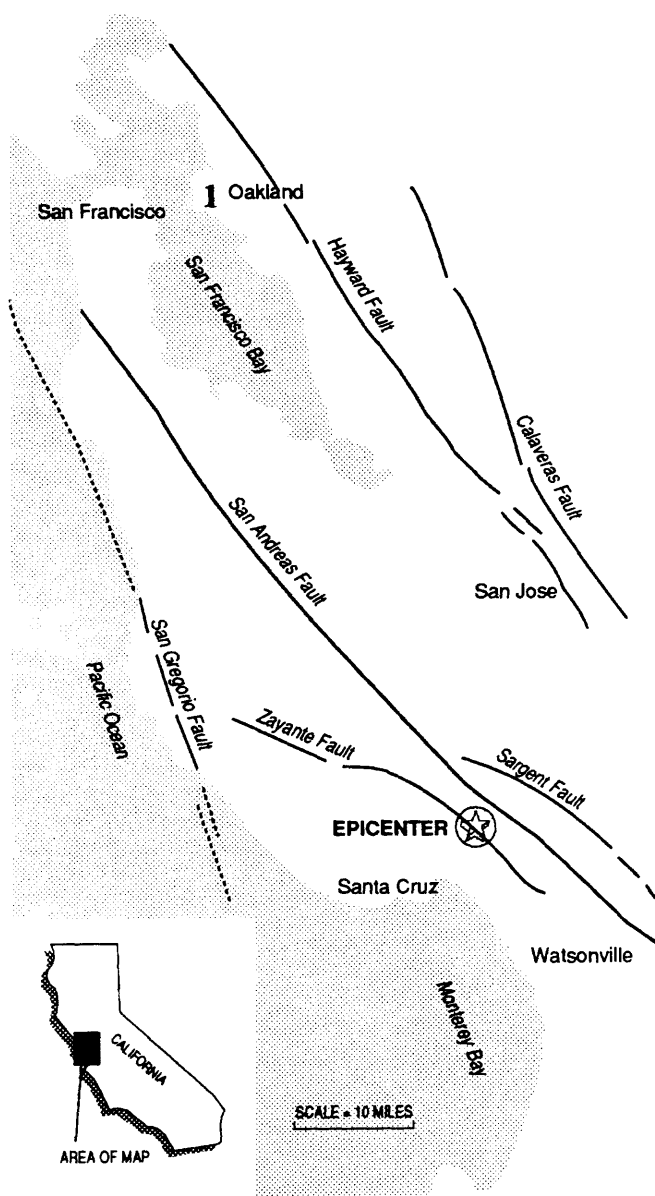 1 Oakland
San Francisco
Hayward Fault
San Francisco Bay
Calaveras Fault
San Andreas Fault
San Jose
San Gregorio Fault
Pacific Ocean
Zayante Fault
Sargent Fault
EPICENTER
Santa Cruz
Watsonville
Monterey Bay
CALIFORNIA
SCALE = 10 MILES
AREA OF MAP